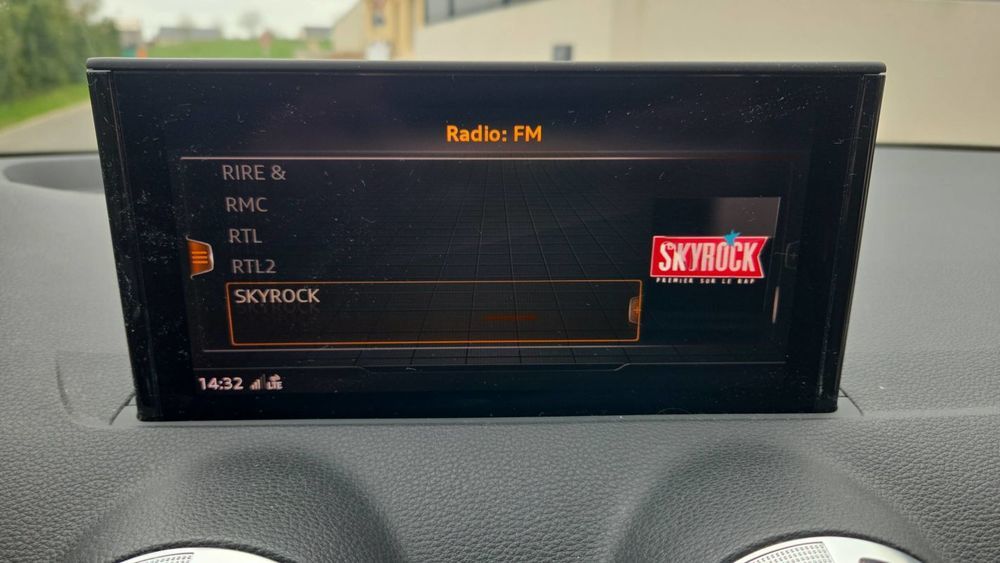 Radio: FM
RIRE &
RMC
RTL
RTL2
SKYROCK
SKYROCK
PREMIER SUR LE RAP
14:32 LTE